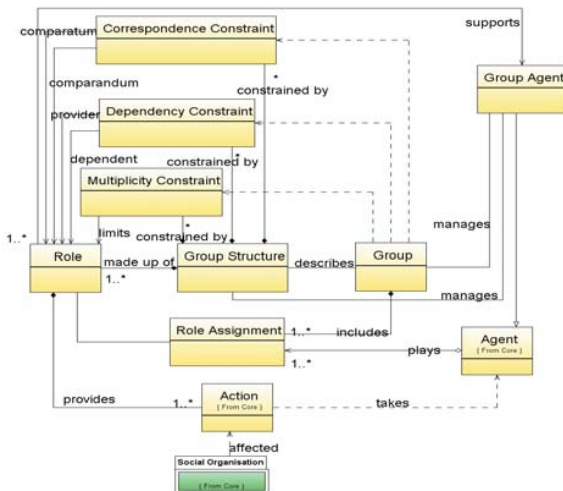 comparatum
Correspondence Constraint
supports
Group Agent
comparandum
*
constrained by
provider
Dependency Constraint
dependent
*
constrained by
Multiplicity Constraint
limits
*
constrained by
manages
1..*
Role
made up of
1..*
Group Structure
describes
Group
manages
Role Assignment
1..*
includes
1..*
plays
Agent
{ From Core }
provides
1..*
Action
{ From Core }
takes
affected
Social Organisation
{ From Core }